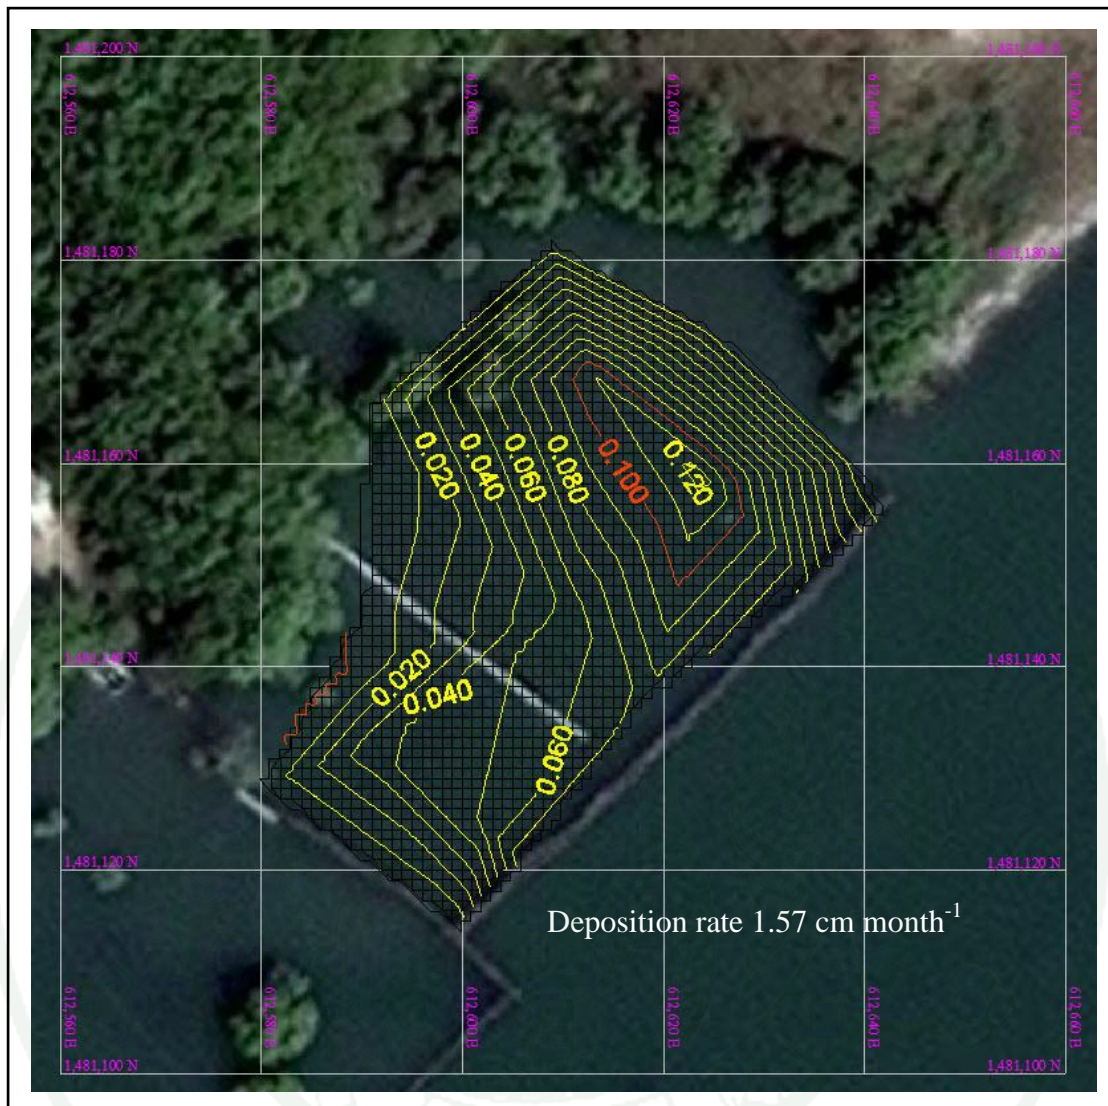 1,481,200 N
612,560 E
612,580 E
612,620 E
612,640 E
612,660 E
1,481,180 N
1,481,180 N
0.020
0.040
0.060
0.080
0.100
0.120
1,481,160 N
1,481,160 N
1,481,140 N
1,481,140 N
0.020
0.040
0.060
1,481,120 N
1,481,120 N
Deposition rate 1.57 cm month-1
612,560 E
612,580 E
612,600 E
612,620 E
612,640 E
612,660 E
1,481,100 N
1,481,100 N